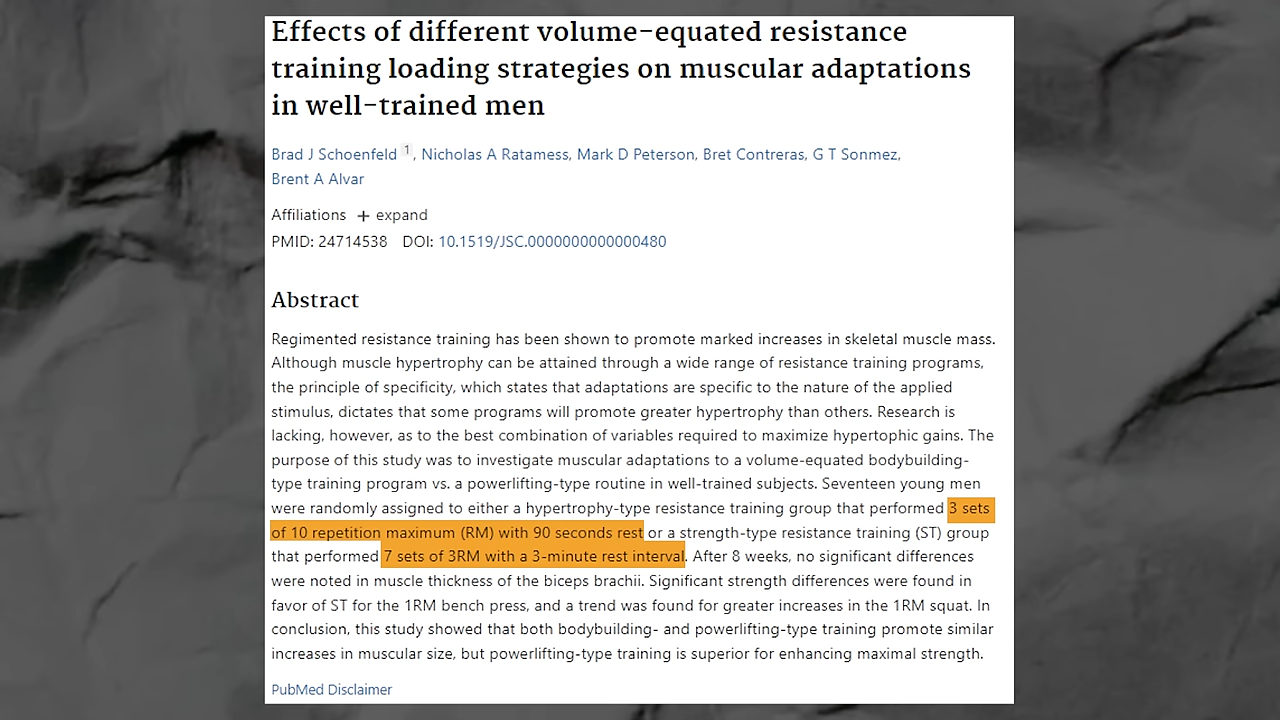 Effects of different volume-equated resistance
training loading strategies on muscular adaptations
in well-trained men
Brad J Schoenfeld 1, Nicholas A Ratamess, Mark D Peterson, Bret Contreras, G T Sonmez,
Brent A Alvar
Affiliations + expand
PMID: 24714538 DOI: 10.1519/JSC.0000000000000480
Abstract
Regimented resistance training has been shown to promote marked increases in skeletal muscle mass.
Although muscle hypertrophy can be attained through a wide range of resistance training programs,
the principle of specificity, which states that adaptations are specific to the nature of the applied
stimulus, dictates that some programs will promote greater hypertrophy than others. Research is
lacking, however, as to the best combination of variables required to maximize hypertophic gains. The
purpose of this study was to investigate muscular adaptations to a volume-equated bodybuilding-
type training program vs. a powerlifting-type routine in well-trained subjects. Seventeen young men
were randomly assigned to either a hypertrophy-type resistance training group that performed 3 sets
of 10 repetition maximum (RM) with 90 seconds rest or a strength-type resistance training (ST) group
that performed 7 sets of 3RM with a 3-minute rest interval. After 8 weeks, no significant differences
were noted in muscle thickness of the biceps brachii. Significant strength differences were found in
favor of ST for the 1RM bench press, and a trend was found for greater increases in the 1RM squat. In
conclusion, this study showed that both bodybuilding- and powerlifting-type training promote similar
increases in muscular size, but powerlifting-type training is superior for enhancing maximal strength.
PubMed Disclaimer